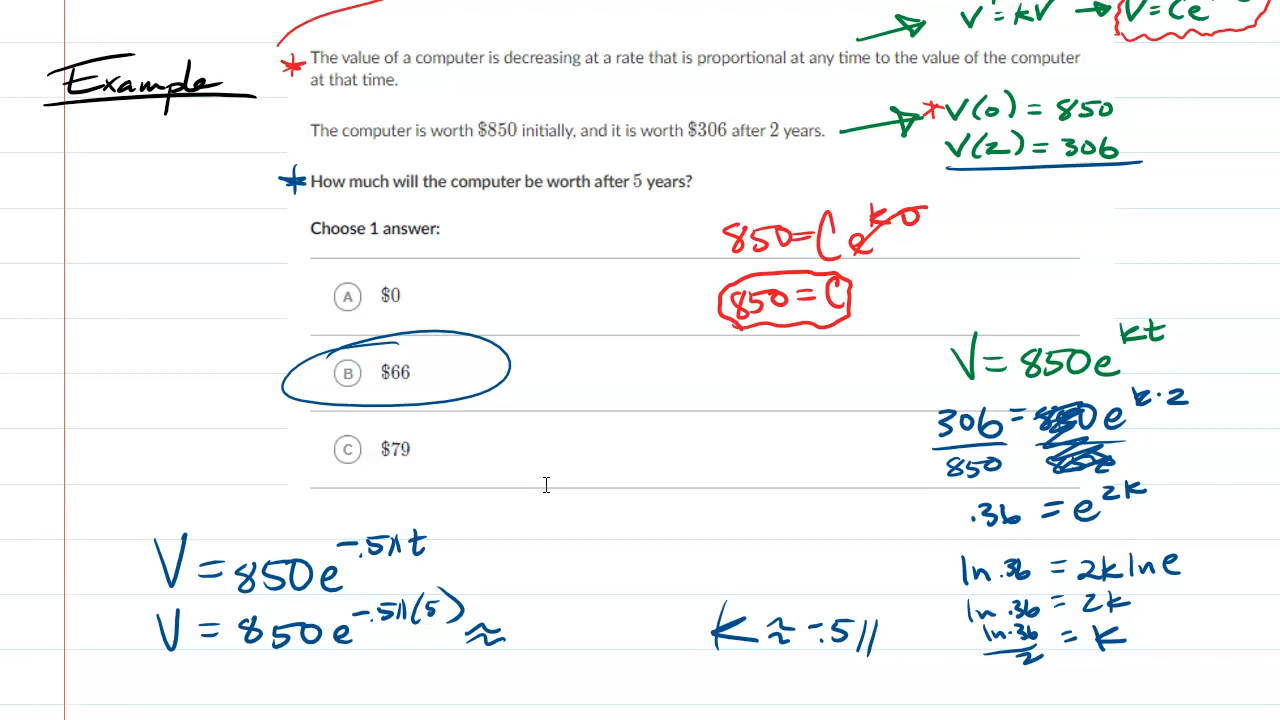 V' = kV → V = Ce
Example
The value of a computer is decreasing at a rate that is proportional at any time to the value of the computer
at that time.
V(0) = 850
The computer is worth $850 initially, and it is worth $306 after 2 years.
V(2) = 306
How much will the computer be worth after 5 years?
Choose 1 answer:
850 = Ce^{k·0}
A $0
850 = C
B $66
V = 850e^{kt}
306 = 850e^{k·2}
850 850
C $79
.36 = e^{2k}
V = 850e^{-.511t}
ln .36 = 2k ln e
ln .36 = 2k
V = 850e^{-.511(5)} ≈
k ≈ -.511
ln .36 / 2 = k